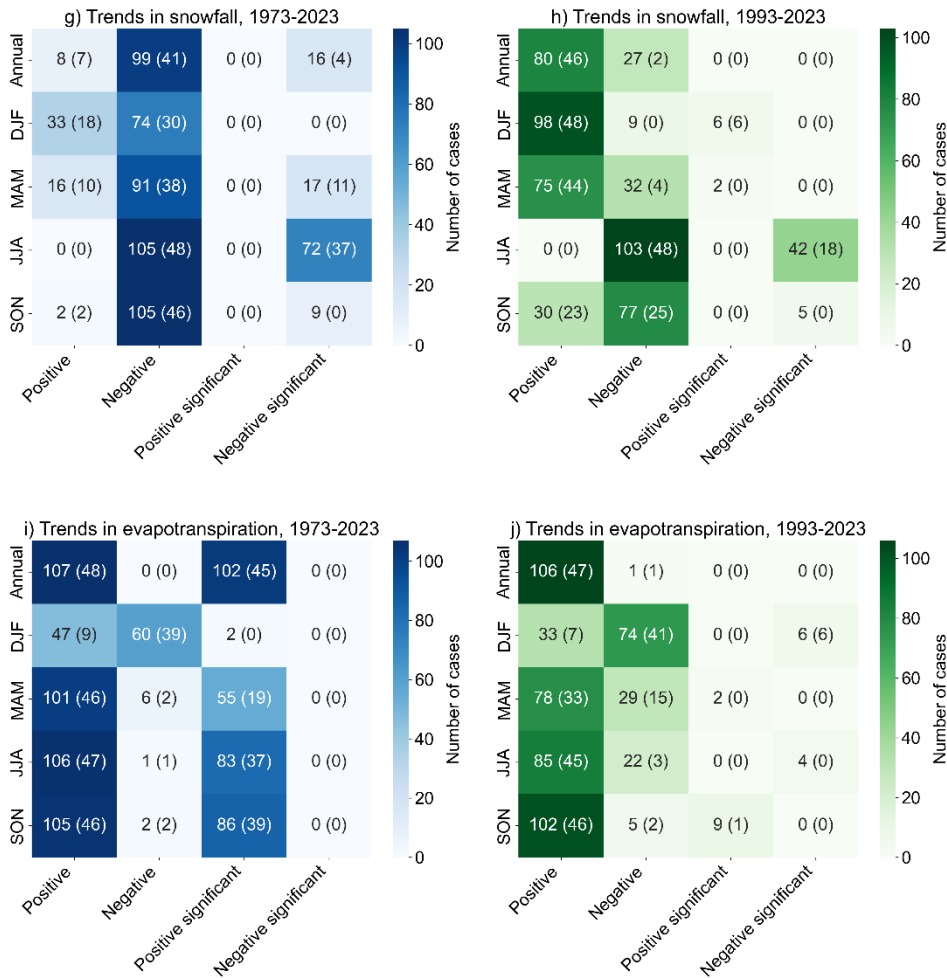 g) Trends in snowfall, 1973-2023
Annual 8 (7) 99 (41) 0 (0) 16 (4)
DJF 33 (18) 74 (30) 0 (0) 0 (0)
MAM 16 (10) 91 (38) 0 (0) 17 (11)
JJA 0 (0) 105 (48) 0 (0) 72 (37)
SON 2 (2) 105 (46) 0 (0) 9 (0)
Positive
Negative
Positive significant
Negative significant
100
80
60
40
20
0
Number of cases
h) Trends in snowfall, 1993-2023
Annual 80 (46) 27 (2) 0 (0) 0 (0)
DJF 98 (48) 9 (0) 6 (6) 0 (0)
MAM 75 (44) 32 (4) 2 (0) 0 (0)
JJA 0 (0) 103 (48) 0 (0) 42 (18)
SON 30 (23) 77 (25) 0 (0) 5 (0)
Positive
Negative
Positive significant
Negative significant
100
80
60
40
20
0
Number of cases
i) Trends in evapotranspiration, 1973-2023
Annual 107 (48) 0 (0) 102 (45) 0 (0)
DJF 47 (9) 60 (39) 2 (0) 0 (0)
MAM 101 (46) 6 (2) 55 (19) 0 (0)
JJA 106 (47) 1 (1) 83 (37) 0 (0)
SON 105 (46) 2 (2) 86 (39) 0 (0)
Positive
Negative
Positive significant
Negative significant
100
80
60
40
20
0
Number of cases
j) Trends in evapotranspiration, 1993-2023
Annual 106 (47) 1 (1) 0 (0) 0 (0)
DJF 33 (7) 74 (41) 0 (0) 6 (6)
MAM 78 (33) 29 (15) 2 (0) 0 (0)
JJA 85 (45) 22 (3) 0 (0) 4 (0)
SON 102 (46) 5 (2) 9 (1) 0 (0)
Positive
Negative
Positive significant
Negative significant
100
80
60
40
20
0
Number of cases